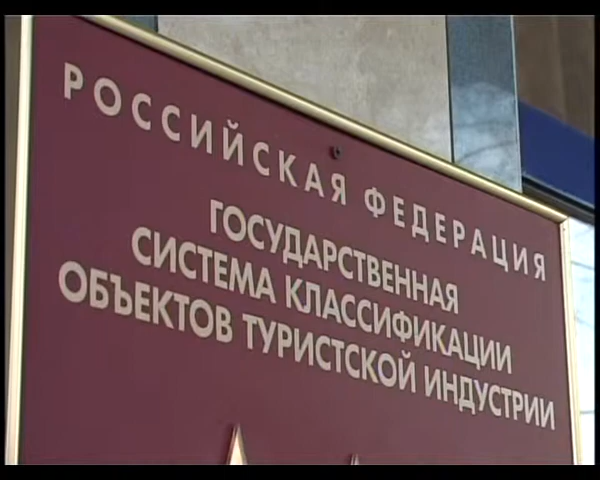 РОССИЙСКАЯ ФЕДЕРАЦИЯ
ГОСУДАРСТВЕННАЯ
СИСТЕМА КЛАССИФИКАЦИИ
ОБЪЕКТОВ ТУРИСТСКОЙ ИНДУСТРИИ